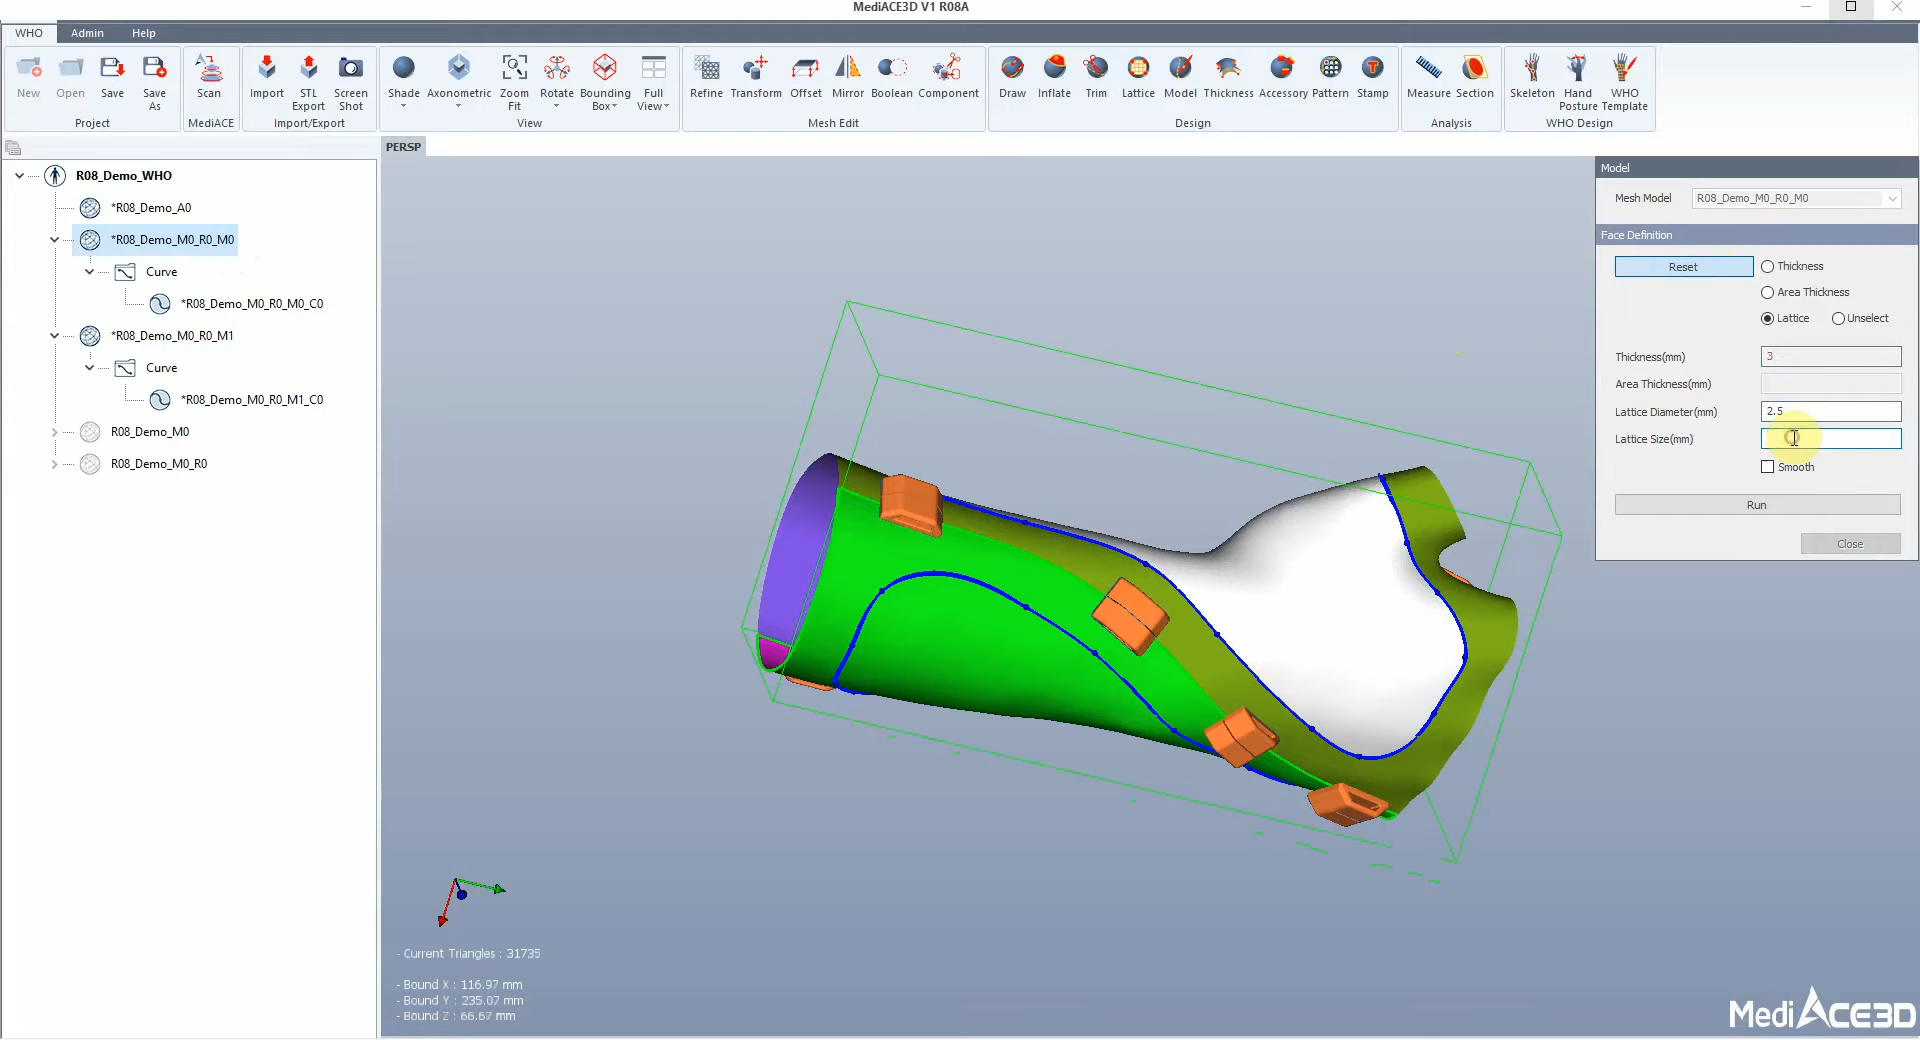 MediACE3D V1 R08A
WHO Admin Help
New Open Save Save As
Project
Scan
MediACE
Import STL Export Screen Shot
Import/Export
Shade Axonometric Zoom Fit Rotate Bounding Box Full View
View
Refine Transform Offset Mirror Boolean Component
Mesh Edit
Draw Inflate Trim Lattice Model Thickness Accessory Pattern Stamp
Design
Measure Section
Analysis
Skeleton Hand Posture WHO Template
WHO Design
PERSP
R08_Demo_WHO
*R08_Demo_A0
*R08_Demo_M0_R0_M0
Curve
*R08_Demo_M0_R0_M0_C0
*R08_Demo_M0_R0_M1
Curve
*R08_Demo_M0_R0_M1_C0
R08_Demo_M0
R08_Demo_M0_R0
Model
Mesh Model R08_Demo_M0_R0_M0
Face Definition
Reset Thickness
Area Thickness
Lattice Unselect
Thickness(mm) 3
Area Thickness(mm)
Lattice Diameter(mm) 2.5
Lattice Size(mm)
Smooth
Run
Close
- Current Triangles : 31735
- Bound X : 116.97 mm
- Bound Y : 235.07 mm
- Bound Z : 66.67 mm
MediACE3D